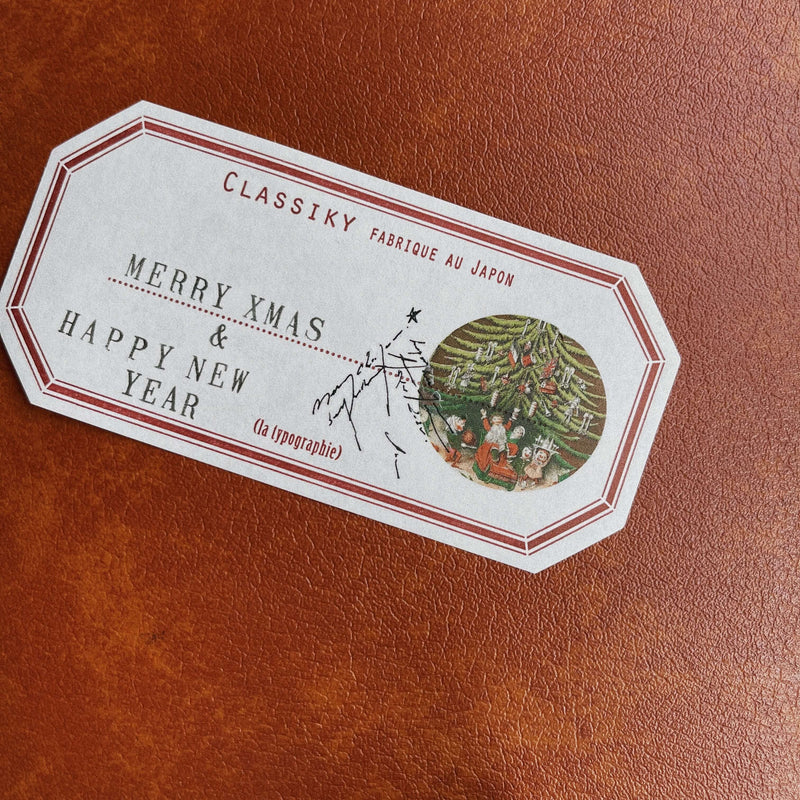 CLASSIKY FABRIQUE AU JAPON
MERRY XMAS
&
HAPPY NEW
YEAR
(la typographie)